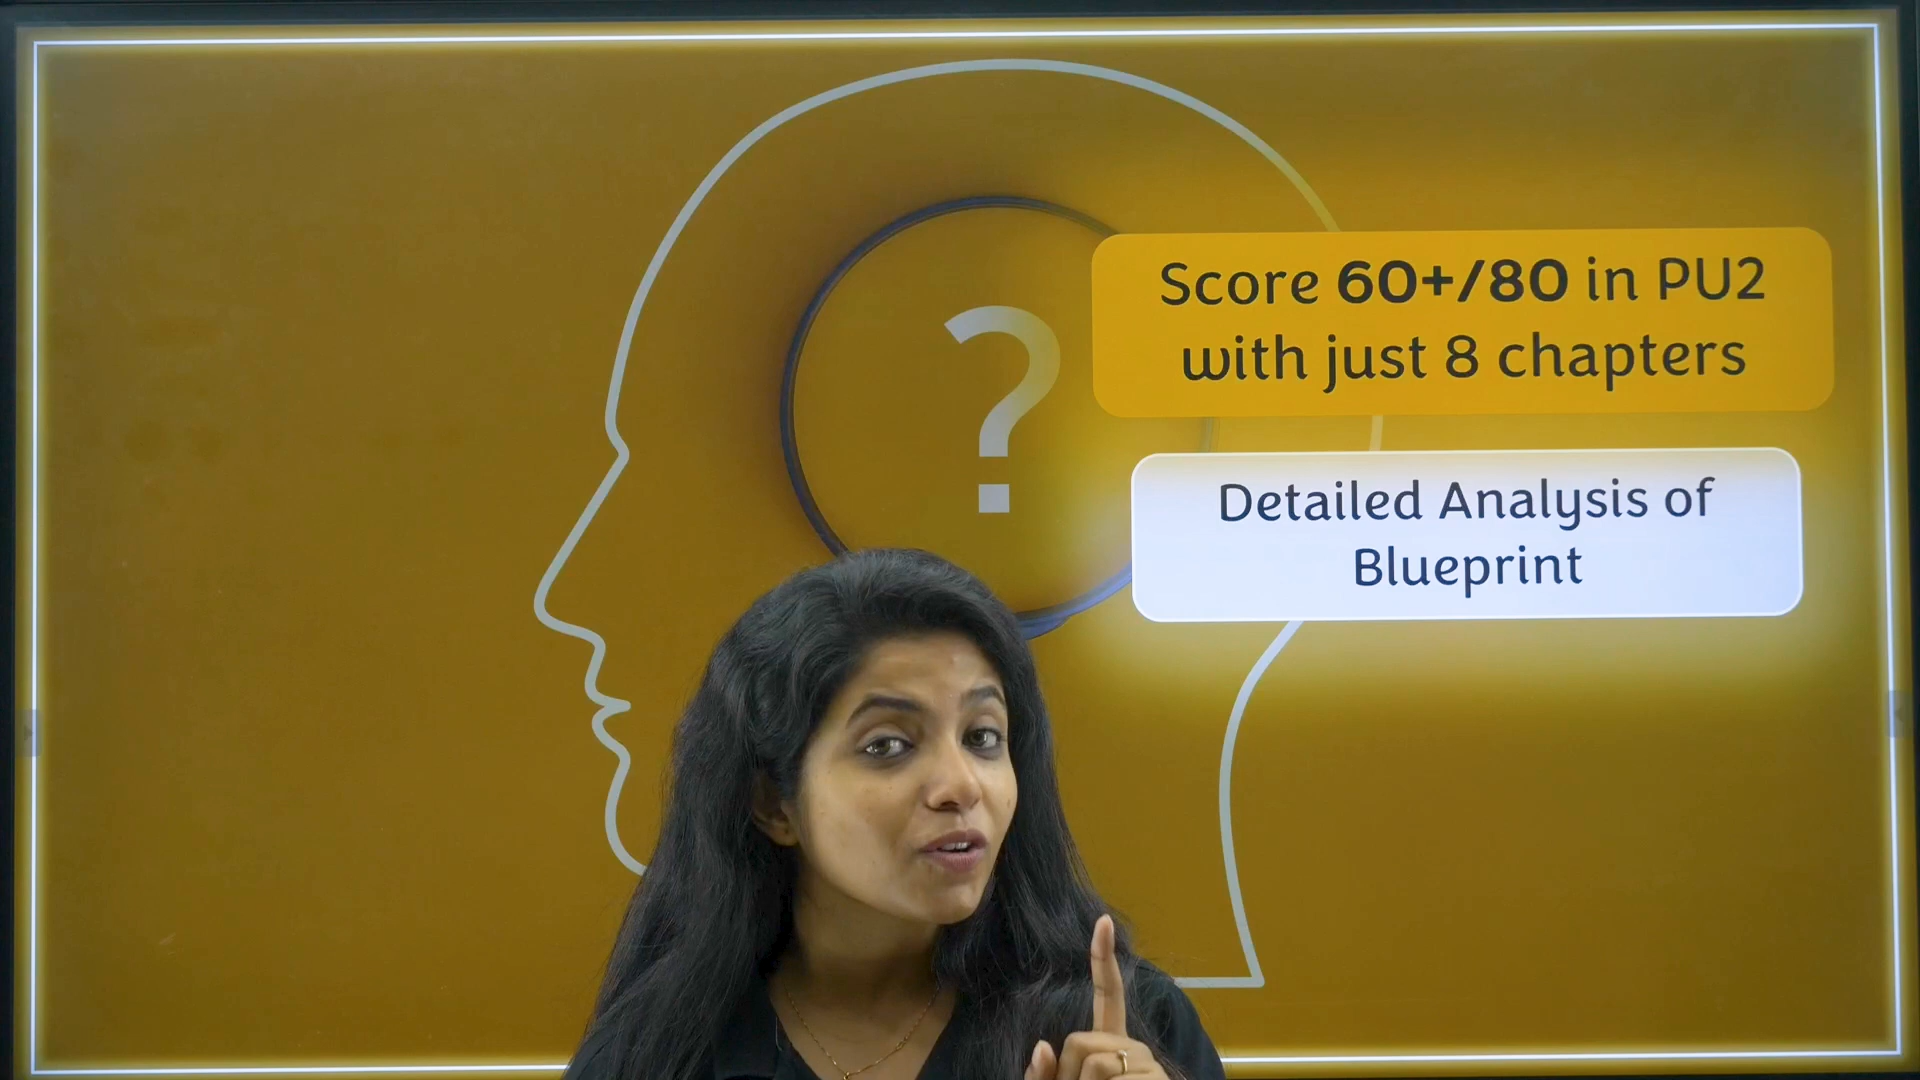 ?
Score 60+/80 in PU2
with just 8 chapters
Detailed Analysis of
Blueprint